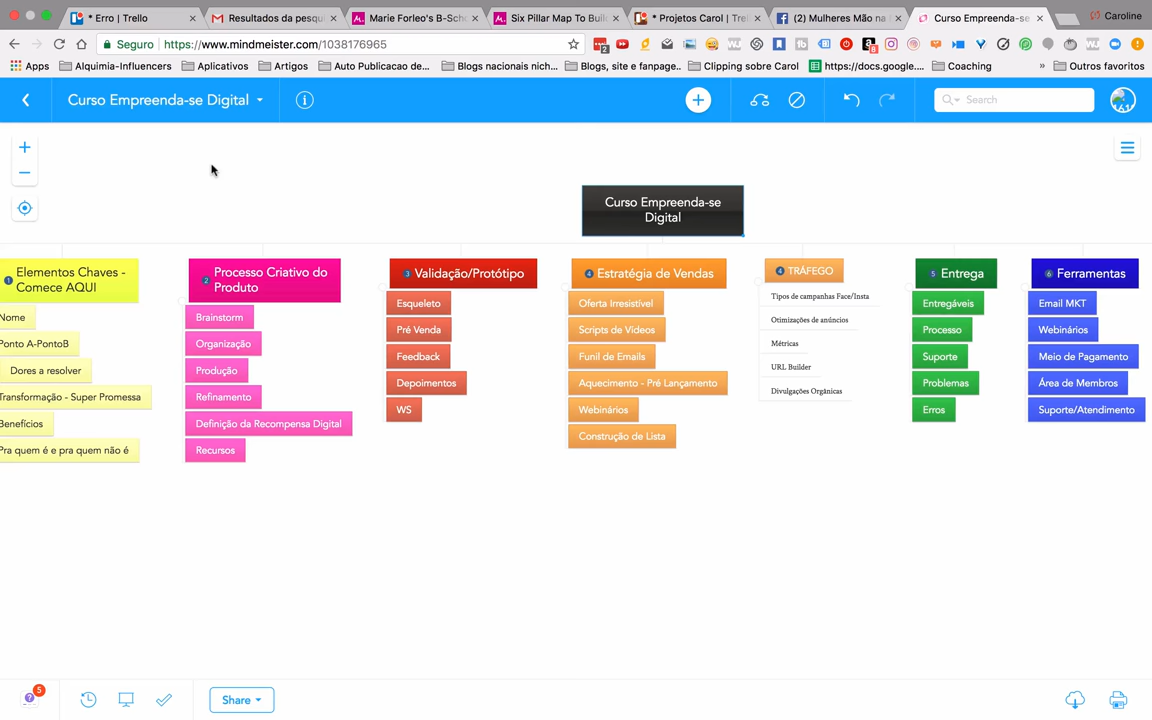 * Erro | Trello
Resultados da pesqu
Marie Forleo's B-Scho
Six Pillar Map To Build
* Projetos Carol | Trel
(2) Mulheres Mão na
Curso Empreenda-se
Caroline
Seguro
https://www.mindmeister.com/1038176965
Apps
Alquimia-Influencers
Aplicativos
Artigos
Auto Publicacao de...
Blogs nacionais nich...
Blogs, site e fanpage..
Clipping sobre Carol
https://docs.google....
Coaching
»
Outros favoritos
Curso Empreenda-se Digital
Search
Curso Empreenda-se
Digital
1
Elementos Chaves -
Comece AQUI
Nome
Ponto A-PontoB
Dores a resolver
Transformação - Super Promessa
Benefícios
Pra quem é e pra quem não é
2
Processo Criativo do
Produto
Brainstorm
Organização
Produção
Refinamento
Definição da Recompensa Digital
Recursos
3 Validação/Protótipo
Esqueleto
Pré Venda
Feedback
Depoimentos
WS
4 Estratégia de Vendas
Oferta Irresistível
Scripts de Vídeos
Funil de Emails
Aquecimento - Pré Lançamento
Webinários
Construção de Lista
4 TRÁFEGO
Tipos de campanhas Face/Insta
Otimizações de anúncios
Métricas
URL Builder
Divulgações Orgânicas
5 Entrega
Entregáveis
Processo
Suporte
Problemas
Erros
6 Ferramentas
Email MKT
Webinários
Meio de Pagamento
Área de Membros
Suporte/Atendimento
5
Share